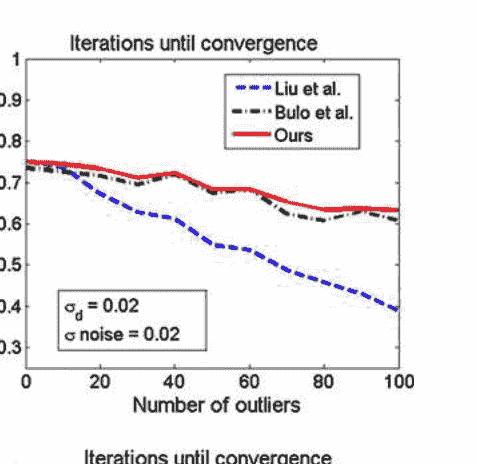 Iterations until convergence
1
0.9
0.8
0.7
0.6
0.5
0.4
0.3
Liu et al.
Bulo et al.
Ours
σd = 0.02
σ noise = 0.02
0 20 40 60 80 100
Number of outliers
Iterations until convergence